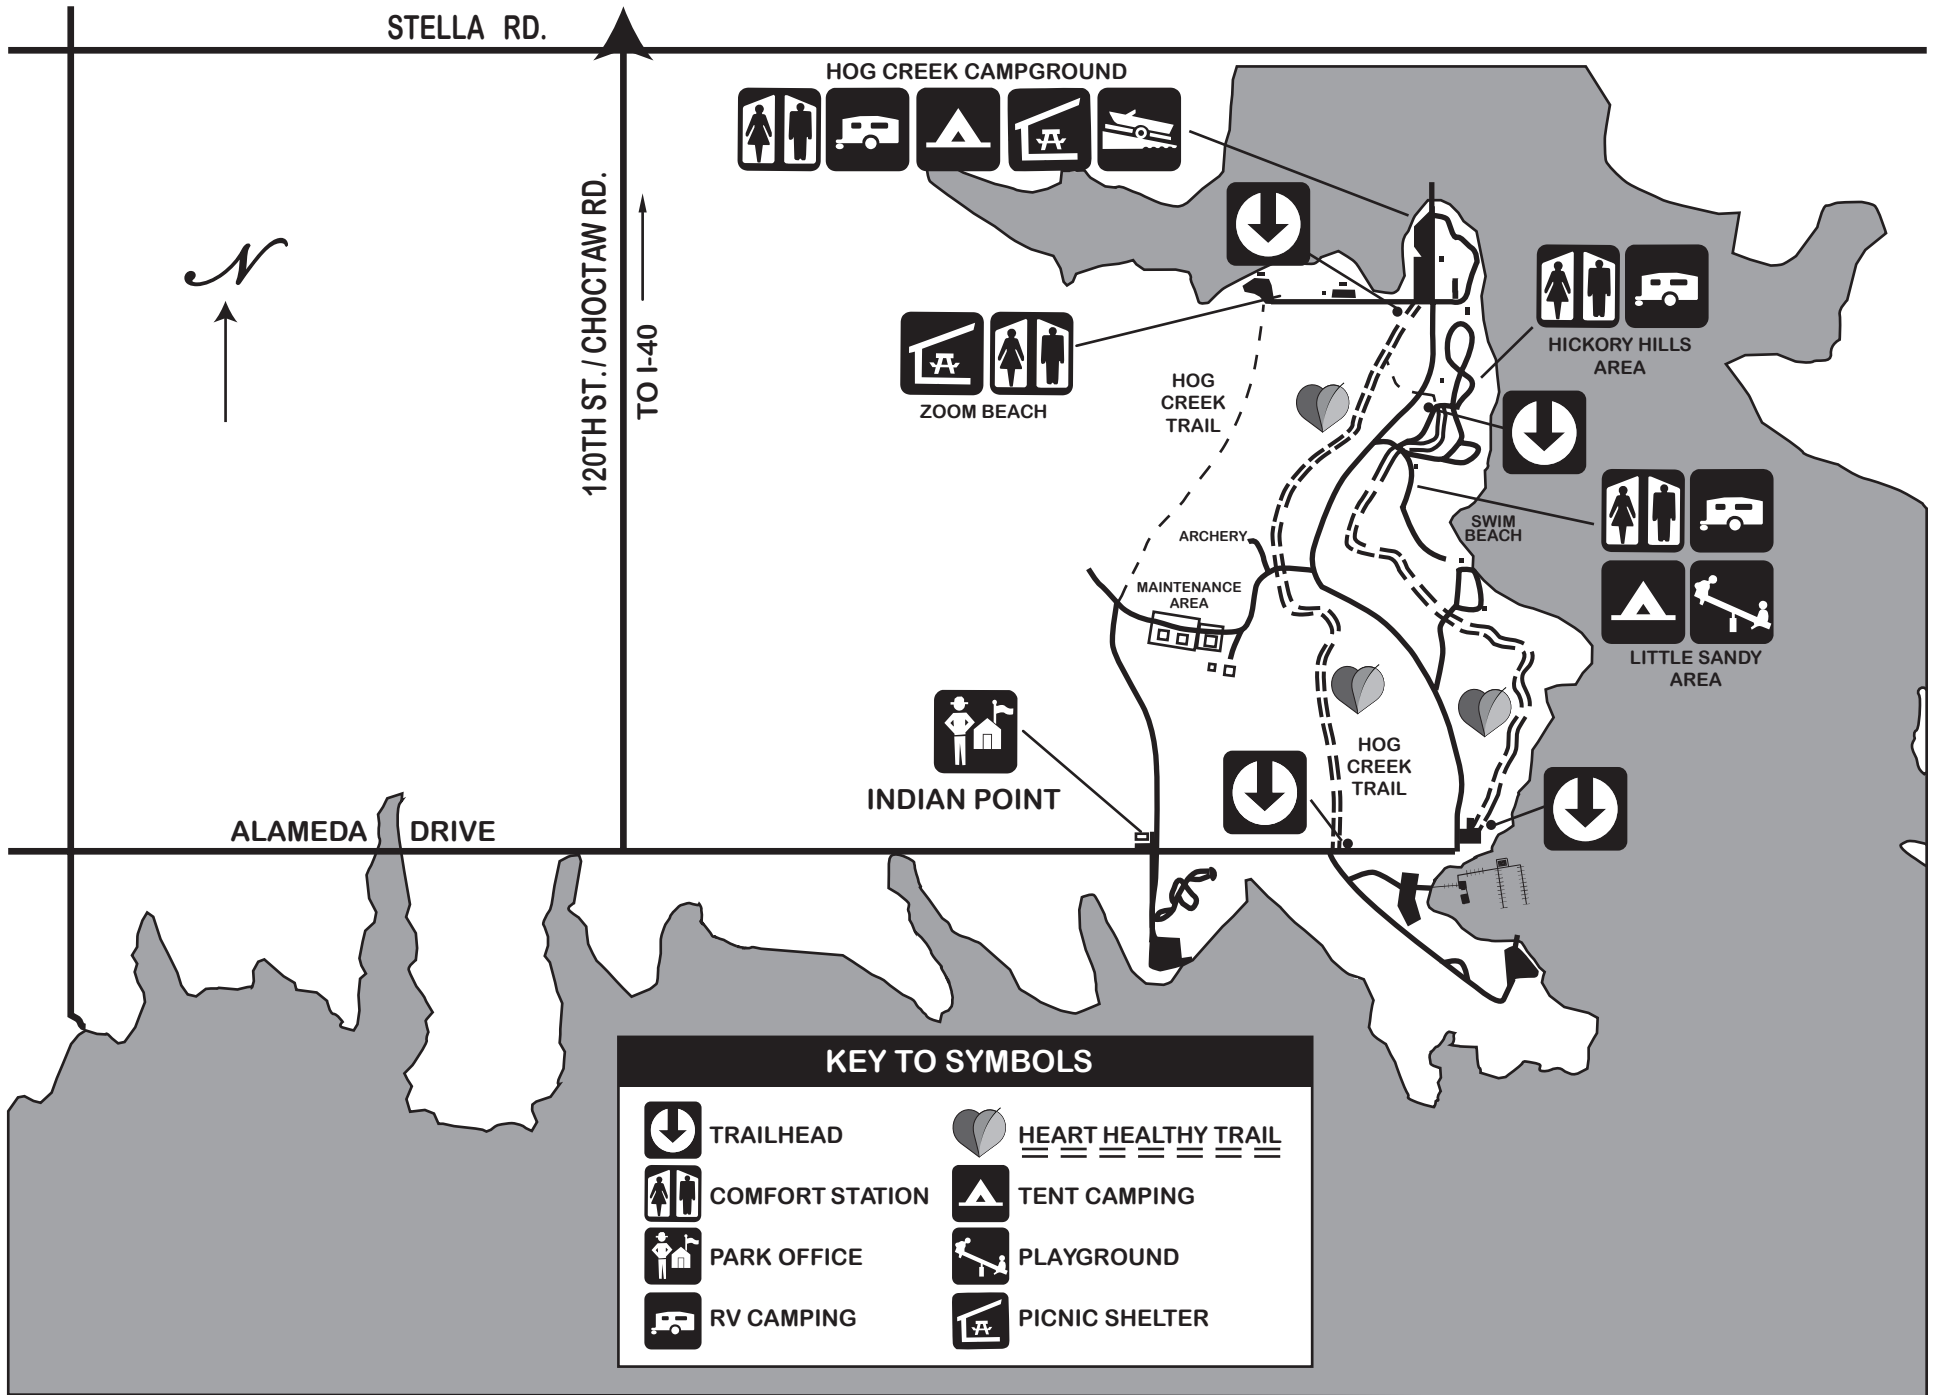 STELLA RD.
HOG CREEK CAMPGROUND
120TH ST. / CHOCTAW RD.
TO I-40
N
HICKORY HILLS
AREA
ZOOM BEACH
HOG
CREEK
TRAIL
SWIM
BEACH
ARCHERY
MAINTENANCE
AREA
LITTLE SANDY
AREA
INDIAN POINT
HOG
CREEK
TRAIL
ALAMEDA DRIVE
KEY TO SYMBOLS
TRAILHEAD
HEART HEALTHY TRAIL
COMFORT STATION
TENT CAMPING
PARK OFFICE
PLAYGROUND
RV CAMPING
PICNIC SHELTER